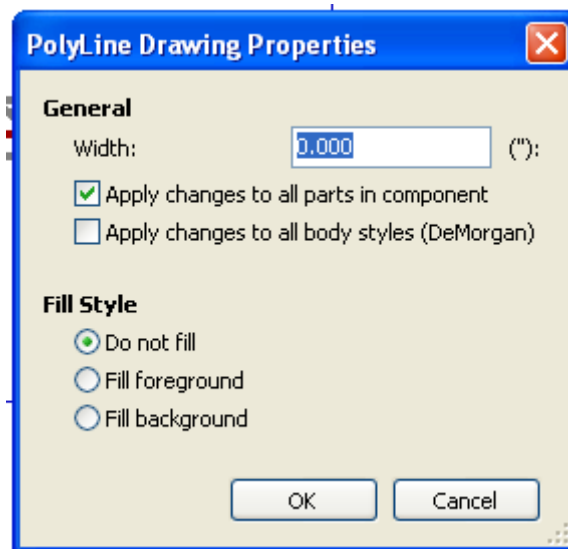 PolyLine Drawing Properties
General
Width: 0.000 ("):
Apply changes to all parts in component
Apply changes to all body styles (DeMorgan)
Fill Style
Do not fill
Fill foreground
Fill background
OK Cancel